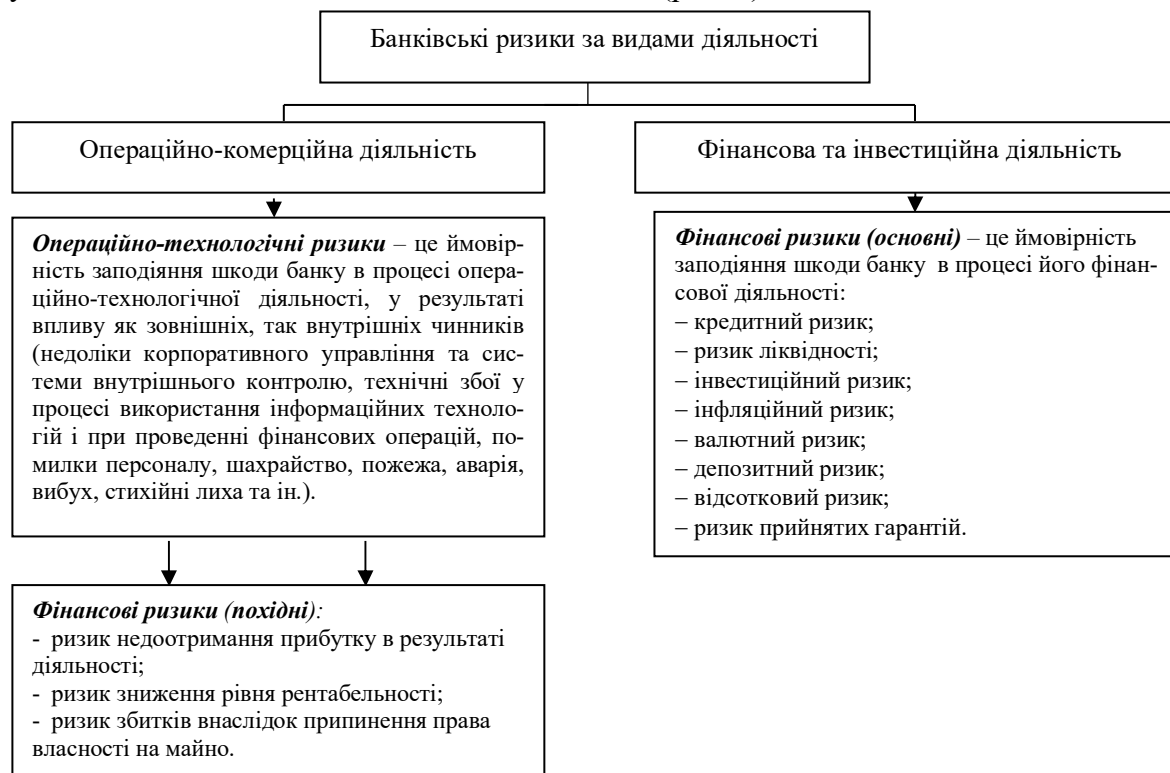 Банківські ризики за видами діяльності
Операційно-комерційна діяльність
Фінансова та інвестиційна діяльність
Операційно-технологічні ризики – це ймовір-
ність заподіяння шкоди банку в процесі опера-
ційно-технологічної діяльності, у результаті
впливу як зовнішніх, так внутрішніх чинників
(недоліки корпоративного управління та сис-
теми внутрішнього контролю, технічні збої у
процесі використання інформаційних техноло-
гій і при проведенні фінансових операцій, по-
милки персоналу, шахрайство, пожежа, аварія,
вибух, стихійні лиха та ін.).
Фінансові ризики (основні) – це ймовірність
заподіяння шкоди банку в процесі його фінан-
сової діяльності:
– кредитний ризик;
– ризик ліквідності;
– інвестиційний ризик;
– інфляційний ризик;
– валютний ризик;
– депозитний ризик;
– відсотковий ризик;
– ризик прийнятих гарантій.
Фінансові ризики (похідні):
- ризик недоотримання прибутку в результаті
діяльності;
- ризик зниження рівня рентабельності;
- ризик збитків внаслідок припинення права
власності на майно.